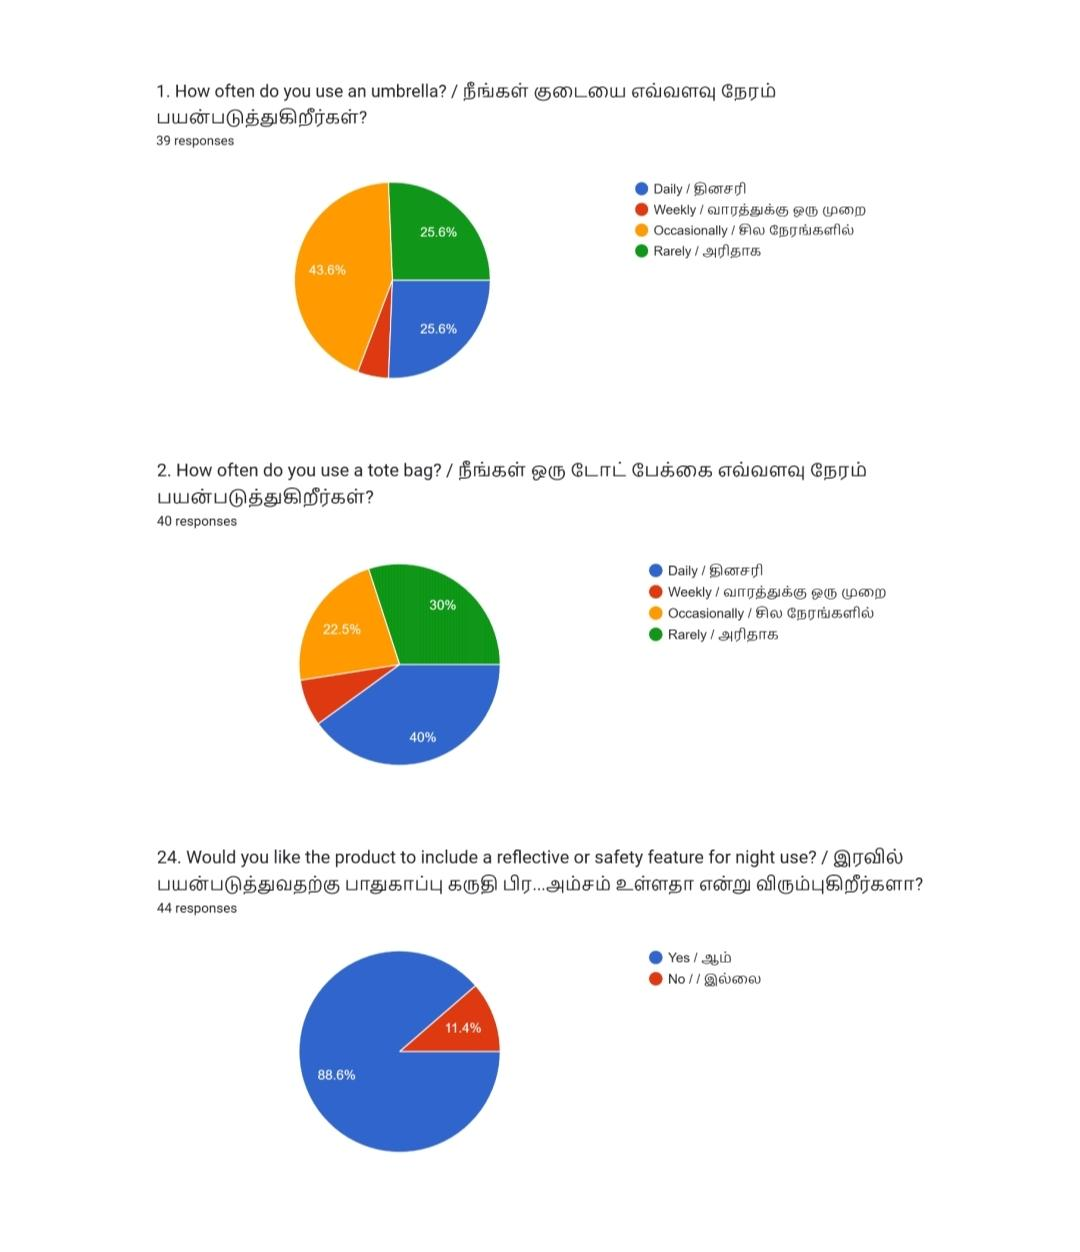 1. How often do you use an umbrella? / நீங்கள் குடையை எவ்வளவு நேரம்
பயன்படுத்துகிறீர்கள்?
39 responses
25.6%
43.6%
25.6%
Daily / தினசரி
Weekly / வாரத்துக்கு ஒரு முறை
Occasionally / சில நேரங்களில்
Rarely / அரிதாக
2. How often do you use a tote bag? / நீங்கள் ஒரு டோட் பேக்கை எவ்வளவு நேரம்
பயன்படுத்துகிறீர்கள்?
40 responses
30%
22.5%
40%
Daily / தினசரி
Weekly / வாரத்துக்கு ஒரு முறை
Occasionally / சில நேரங்களில்
Rarely / அரிதாக
24. Would you like the product to include a reflective or safety feature for night use? / இரவில்
பயன்படுத்துவதற்கு பாதுகாப்பு கருதி பிர...அம்சம் உள்ளதா என்று விரும்புகிறீர்களா?
44 responses
11.4%
88.6%
Yes / ஆம்
No / / இல்லை